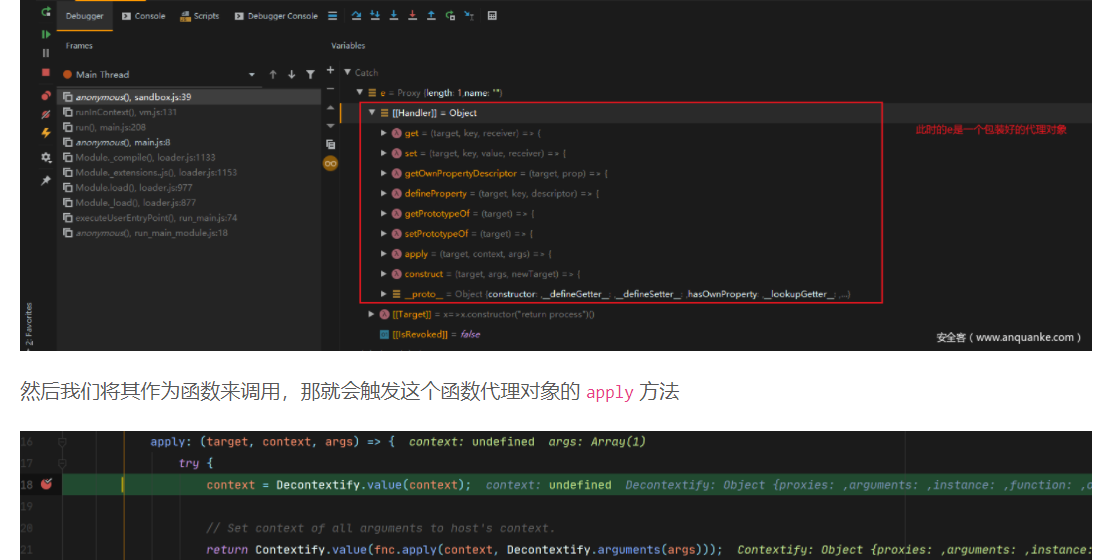 Debugger Console Scripts Debugger Console
Frames Variables
Main Thread
Catch
anonymous(), sandbox.js:39
e = Proxy {length: 1,name: ""}
runInContext(), vm.js:131
[[Handler]] = Object
run(), main.js:208
get = (target, key, receiver) => {
此时的e是一个包装好的代理对象
anonymous(), main.js:8
set = (target, key, value, receiver) => {
Module._compile(), loader.js:1133
getOwnPropertyDescriptor = (target, prop) => {
Module._extensions..js(), loader.js:1153
defineProperty = (target, key, descriptor) => {
Module.load(), loader.js:977
getPrototypeOf = (target) => {
Module._load(), loader.js:877
setPrototypeOf = (target) => {
executeUserEntryPoint(), run_main.js:74
apply = (target, context, args) => {
anonymous(), run_main_module.js:18
construct = (target, args, newTarget) => {
__proto__ = Object {constructor: ,__defineGetter__: ,__defineSetter__: ,hasOwnProperty: ,__lookupGetter__: ,...}
[[Target]] = x=>x.constructor("return process")()
[[IsRevoked]] = false
2: Favorites
安全客 ( www.anquanke.com )
然后我们将其作为函数来调用，那就会触发这个函数代理对象的 apply 方法
16 apply: (target, context, args) => { context: undefined args: Array(1)
17 try {
18 context = Decontextify.value(context); context: undefined Decontextify: Object {proxies: ,arguments: ,instance: ,function: ,
19
20 // Set context of all arguments to host's context.
21 return Contextify.value(fnc.apply(context, Decontextify.arguments(args))); Contextify: Object {proxies: ,arguments: ,instance: